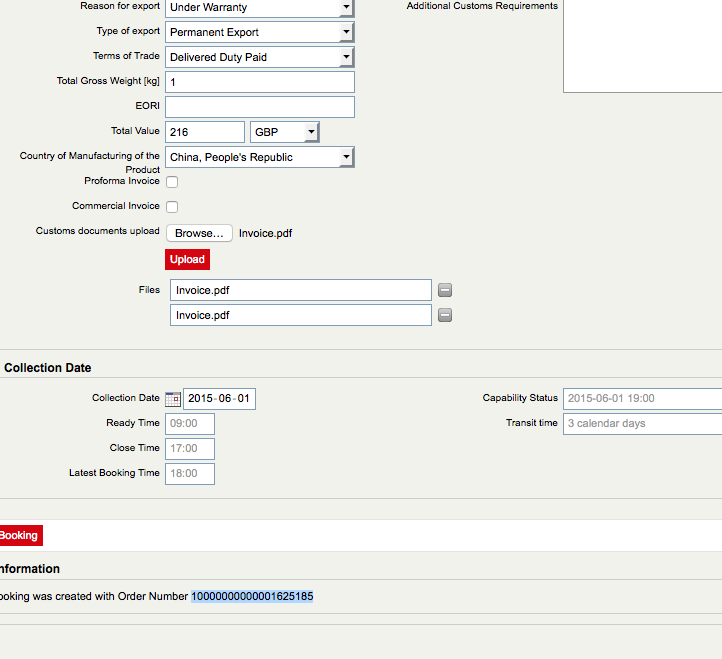 Reason for export Under Warranty Additional Customs Requirements
Type of export Permanent Export
Terms of Trade Delivered Duty Paid
Total Gross Weight [kg] 1
EORI
Total Value 216 GBP
Country of Manufacturing of the Product China, People's Republic
Proforma Invoice
Commercial Invoice
Customs documents upload Browse... Invoice.pdf
Upload
Files Invoice.pdf
Invoice.pdf
Collection Date
Collection Date 2015-06-01 Capability Status 2015-06-01 19:00
Ready Time 09:00 Transit time 3 calendar days
Close Time 17:00
Latest Booking Time 18:00
Booking
nformation
ooking was created with Order Number 10000000000001625185